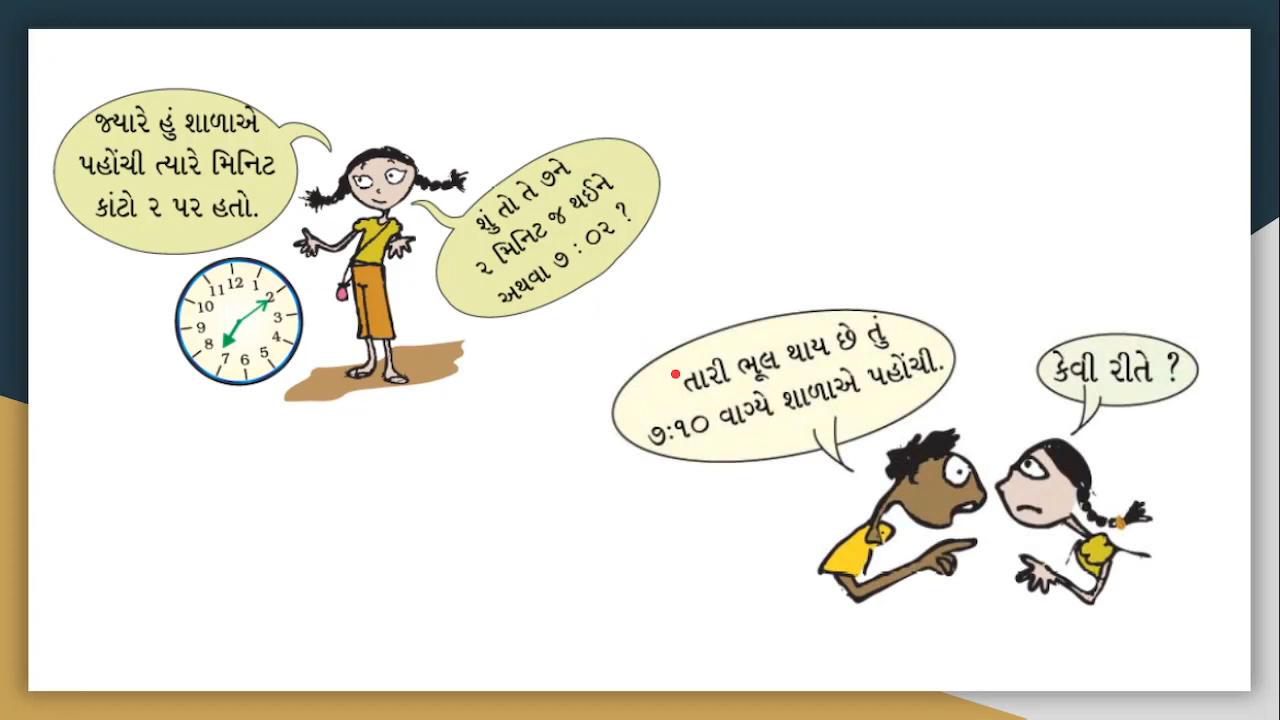 જ્યારે હું શાળાએ
પહોંચી ત્યારે મિનિટ
કાંટો ૨ પર હતો.
શું તો તે ૭ને
૨ મિનિટ જ થઈને
અથવા ૭ : ૦૨ ?
11 12 1
10 2
9 3
8 4
7 6 5
તારી ભૂલ થાય છે તું
૭:૧૦ વાગ્યે શાળાએ પહોંચી.
કેવી રીતે ?